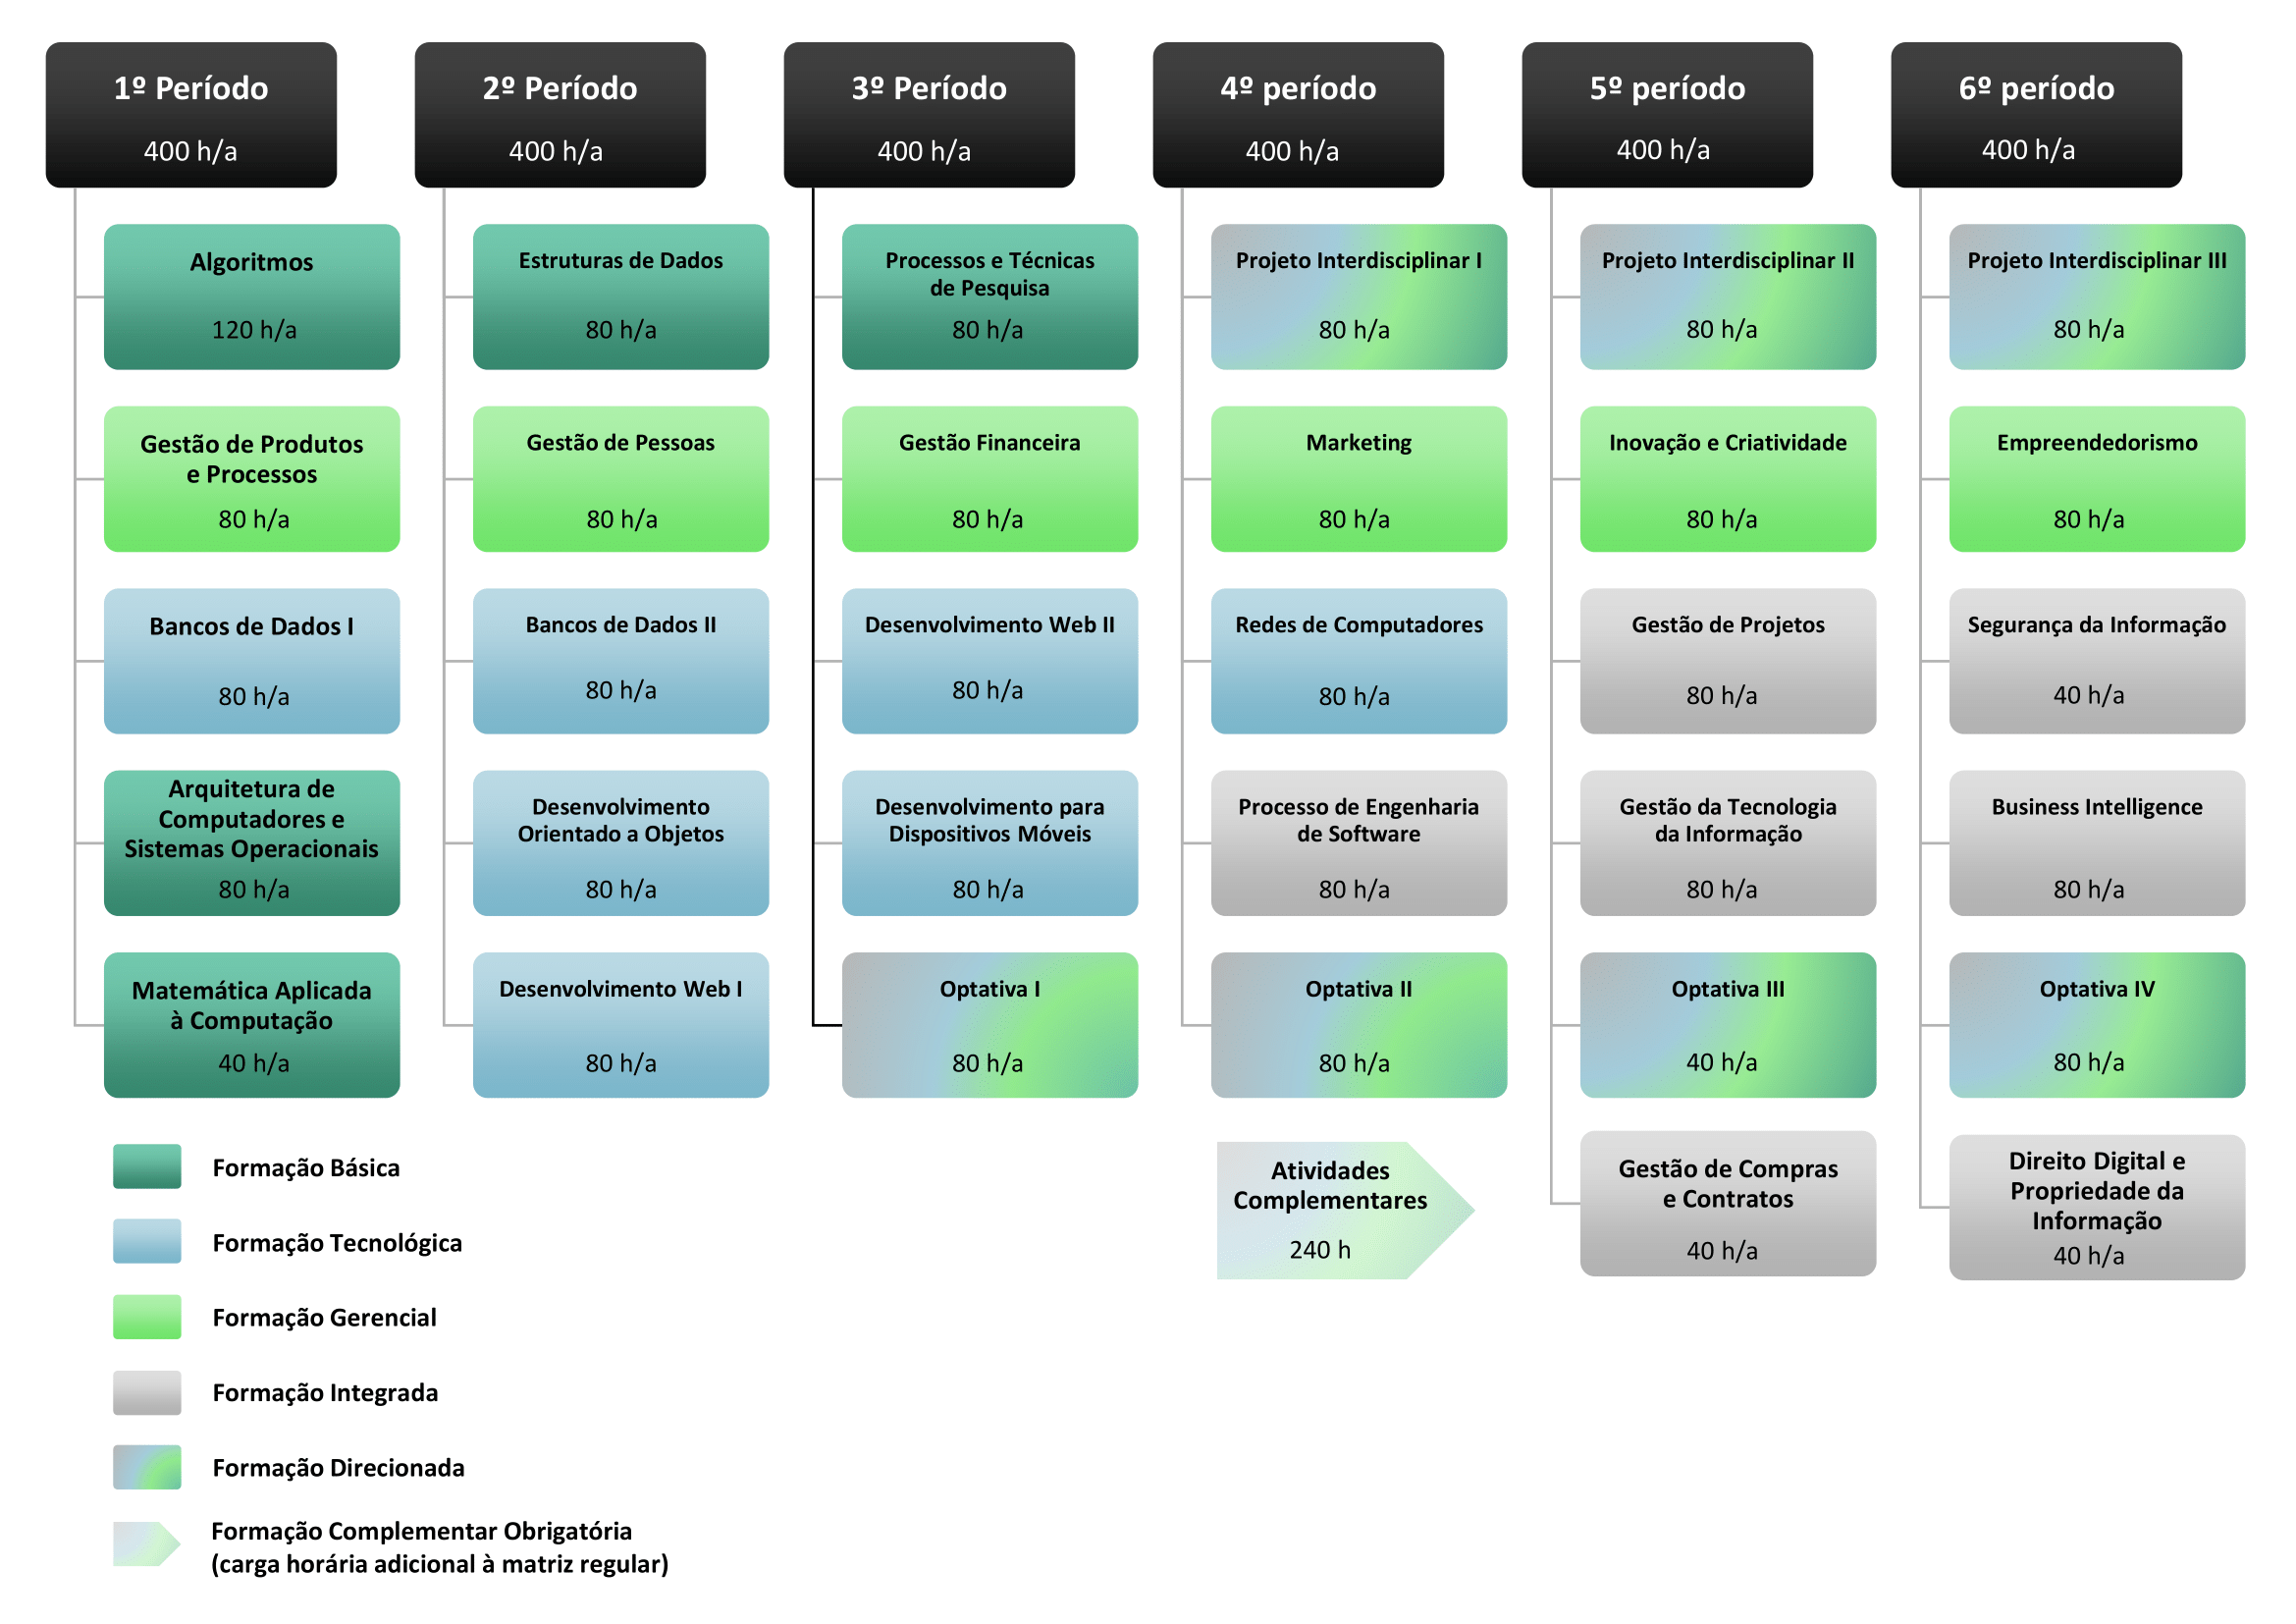 1º Período
400 h/a
Algoritmos
120 h/a
Gestão de Produtos
e Processos
80 h/a
Bancos de Dados I
80 h/a
Arquitetura de
Computadores e
Sistemas Operacionais
80 h/a
Matemática Aplicada
à Computação
40 h/a
2º Período
400 h/a
Estruturas de Dados
80 h/a
Gestão de Pessoas
80 h/a
Bancos de Dados II
80 h/a
Desenvolvimento
Orientado a Objetos
80 h/a
Desenvolvimento Web I
80 h/a
3º Período
400 h/a
Processos e Técnicas
de Pesquisa
80 h/a
Gestão Financeira
80 h/a
Desenvolvimento Web II
80 h/a
Desenvolvimento para
Dispositivos Móveis
80 h/a
Optativa I
80 h/a
4º período
400 h/a
Projeto Interdisciplinar I
80 h/a
Marketing
80 h/a
Redes de Computadores
80 h/a
Processo de Engenharia
de Software
80 h/a
Optativa II
80 h/a
Atividades
Complementares
240 h
5º período
400 h/a
Projeto Interdisciplinar II
80 h/a
Inovação e Criatividade
80 h/a
Gestão de Projetos
80 h/a
Gestão da Tecnologia
da Informação
80 h/a
Optativa III
40 h/a
Gestão de Compras
e Contratos
40 h/a
6º período
400 h/a
Projeto Interdisciplinar III
80 h/a
Empreendedorismo
80 h/a
Segurança da Informação
40 h/a
Business Intelligence
80 h/a
Optativa IV
80 h/a
Direito Digital e
Propriedade da
Informação
40 h/a
Formação Básica
Formação Tecnológica
Formação Gerencial
Formação Integrada
Formação Direcionada
Formação Complementar Obrigatória
(carga horária adicional à matriz regular)